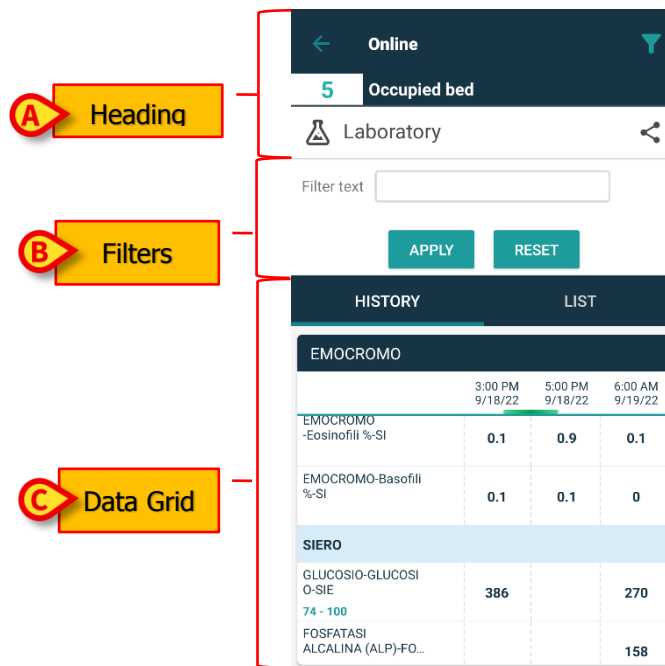 Online
5 Occupied bed
A Heading
Laboratory
Filter text
B Filters
APPLY RESET
HISTORY LIST
EMOCROMO
3:00 PM 5:00 PM 6:00 AM
9/18/22 9/18/22 9/19/22
EMOCROMO
-Eosinofili %-SI 0.1 0.9 0.1
EMOCROMO-Basofili
%-SI 0.1 0.1 0
C Data Grid
SIERO
GLUCOSIO-GLUCOSI
O-SIE 386 270
74 - 100
FOSFATASI
ALCALINA (ALP)-FO... 158